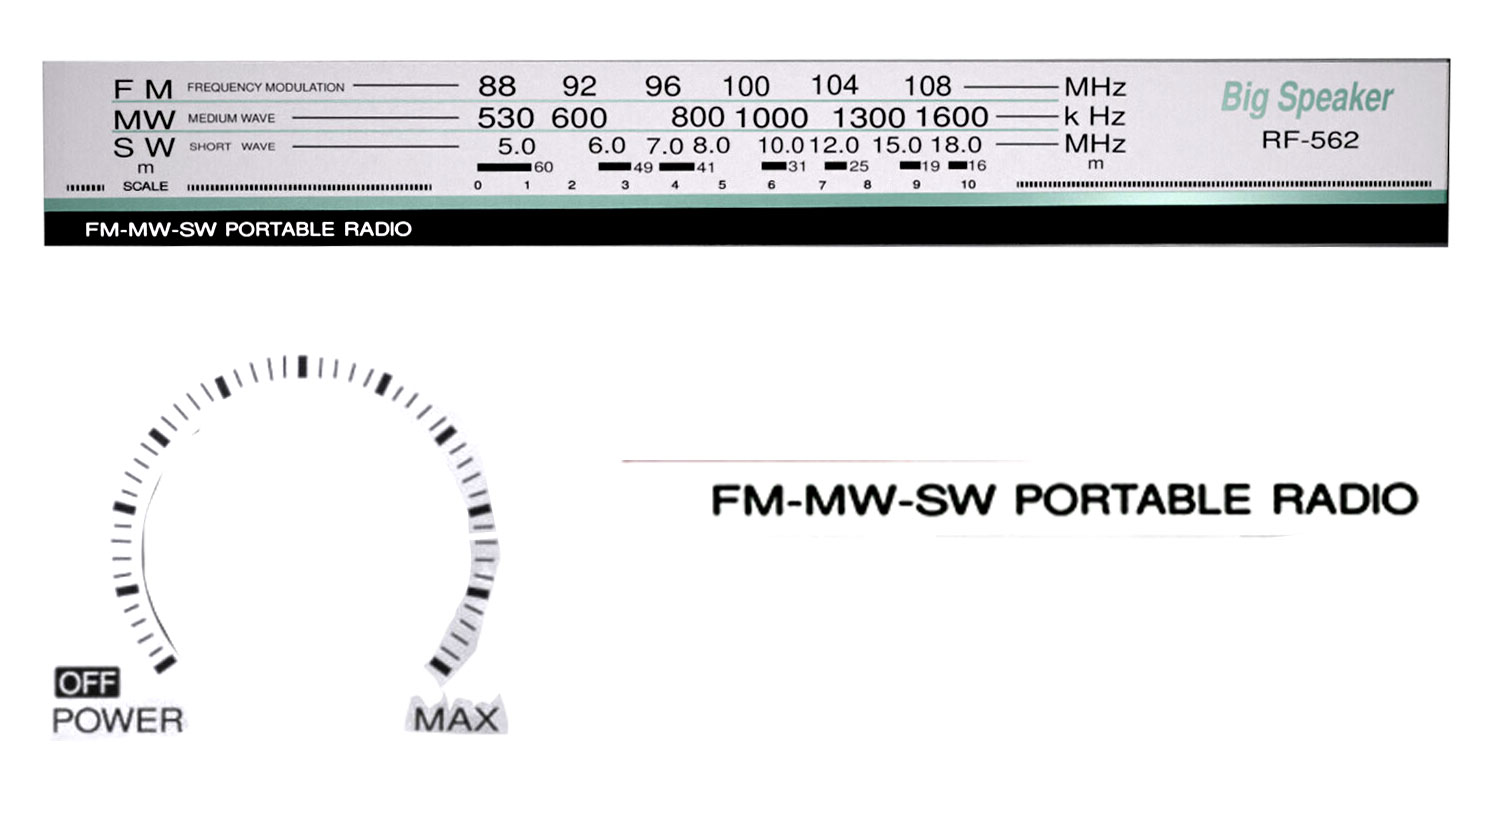 F M FREQUENCY MODULATION 88 92 96 100 104 108 MHz
MW MEDIUM WAVE 530 600 800 1000 1300 1600 k Hz
S W SHORT WAVE 5.0 6.0 7.0 8.0 10.0 12.0 15.0 18.0 MHz
m 60 49 41 31 25 19 16 m
SCALE 0 1 2 3 4 5 6 7 8 9 10
Big Speaker
RF-562
FM-MW-SW PORTABLE RADIO
FM-MW-SW PORTABLE RADIO
OFF
POWER
MAX